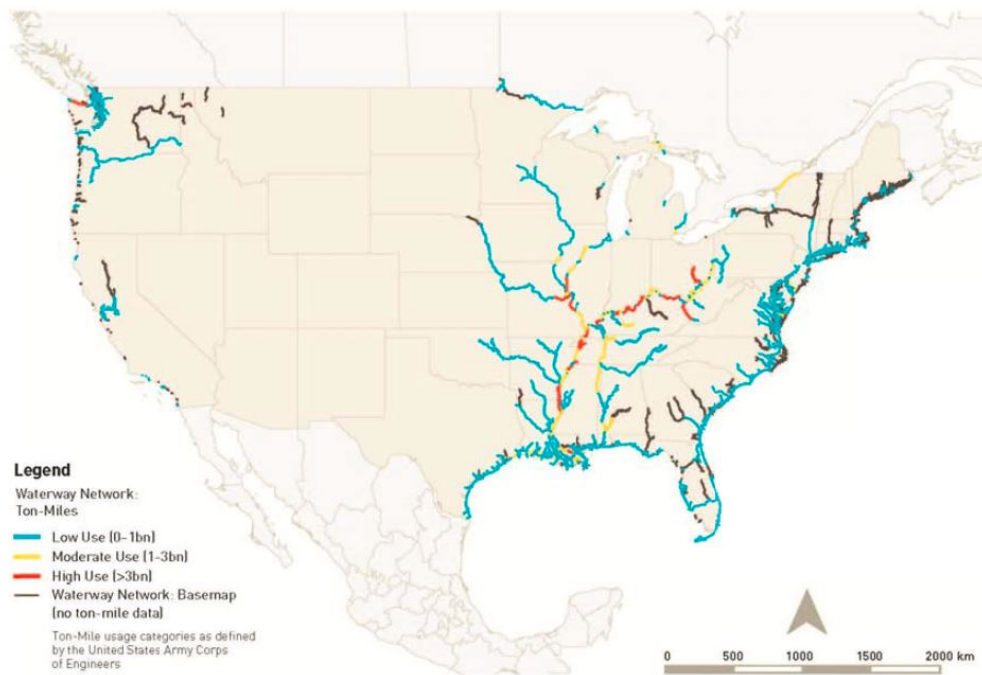 Legend
Waterway Network:
Ton-Miles
Low Use (0-1bn)
Moderate Use (1-3bn)
High Use (>3bn)
Waterway Network: Basemap
(no ton-mile data)
Ton-Mile usage categories as defined
by the United States Army Corps
of Engineers
0 500 1000 1500 2000 km